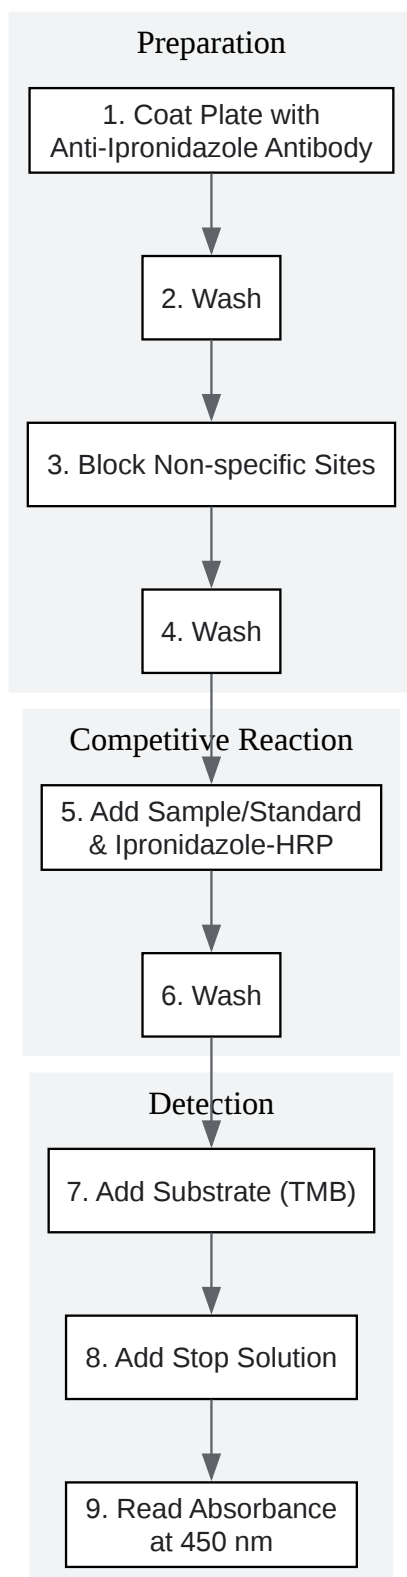 Preparation
1. Coat Plate with
Anti-Ipronidazole Antibody
2. Wash
3. Block Non-specific Sites
4. Wash
Competitive Reaction
5. Add Sample/Standard
& Ipronidazole-HRP
6. Wash
Detection
7. Add Substrate (TMB)
8. Add Stop Solution
9. Read Absorbance
at 450 nm